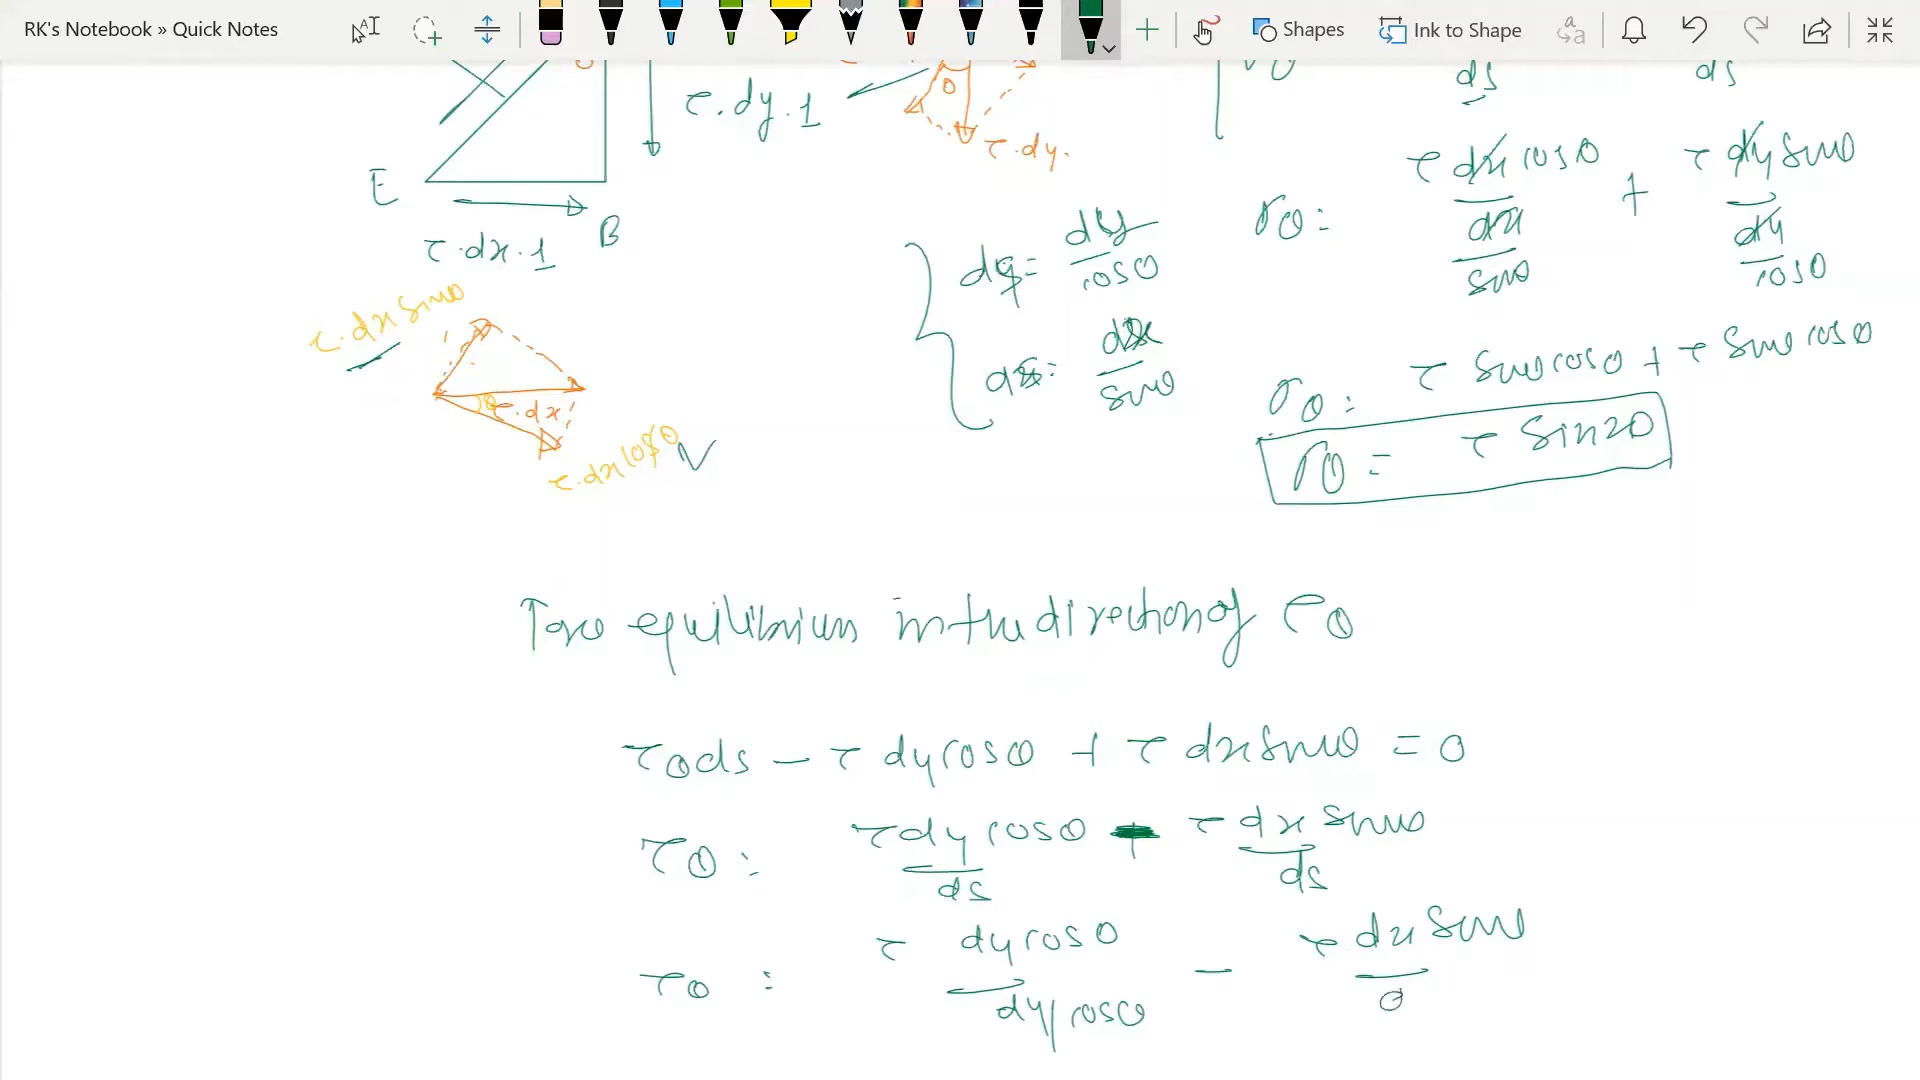 RK's Notebook » Quick Notes
Shapes
Ink to Shape
τ.dy.1
θ
τ.dy.
ds
ds
E
B
τ.dx.1
τ.dx sinθ
τ.dx
τ.dx cosθ
ds = dy / cosθ
ds = dx / sinθ
σθ = τ dx cosθ / dx / sinθ + τ dy sinθ / dy / cosθ
σθ = τ sinθ cosθ + τ sinθ cosθ
σθ = τ sin2θ
Force equilibrium in the direction of τθ
τθ ds − τ dy cosθ + τ dx sinθ = 0
τθ = τ dy cosθ / ds − τ dx sinθ / ds
τθ = τ dy cosθ / dy/cosθ − τ dx sinθ